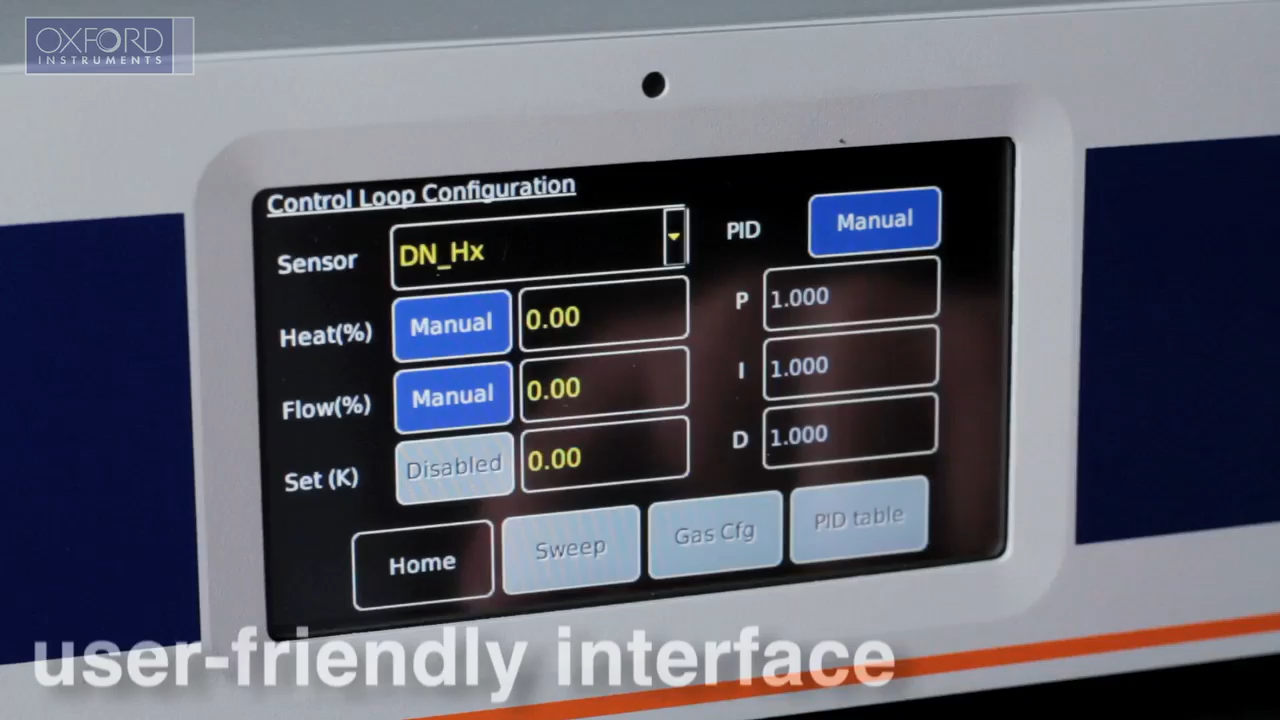 OXFORD
INSTRUMENTS
Control Loop Configuration
Sensor DN_Hx PID Manual
Heat(%) Manual 0.00 P 1.000
Flow(%) Manual 0.00 I 1.000
Set (K) Disabled 0.00 D 1.000
Home Sweep Gas Cfg PID table
user-friendly interface